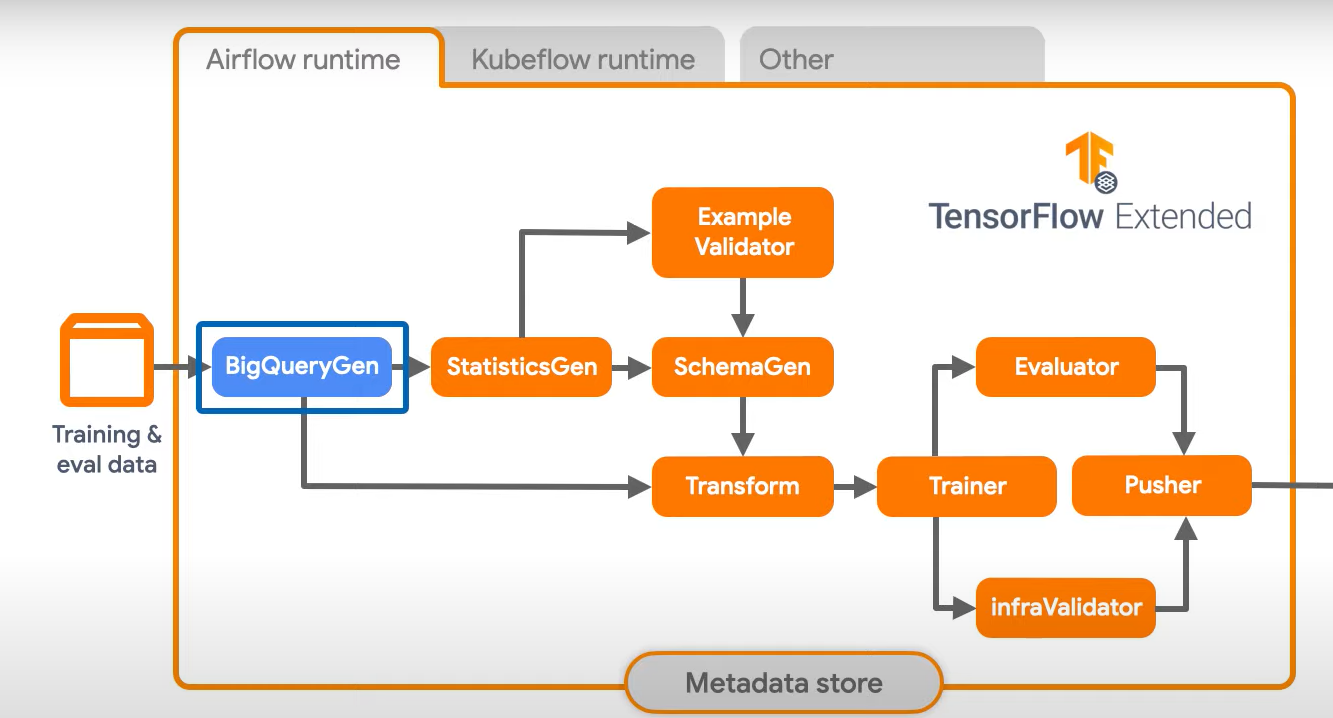 Airflow runtime
Kubeflow runtime
Other
TensorFlow Extended
Example
Validator
BigQueryGen
StatisticsGen
SchemaGen
Evaluator
Training &
eval data
Transform
Trainer
Pusher
infraValidator
Metadata store